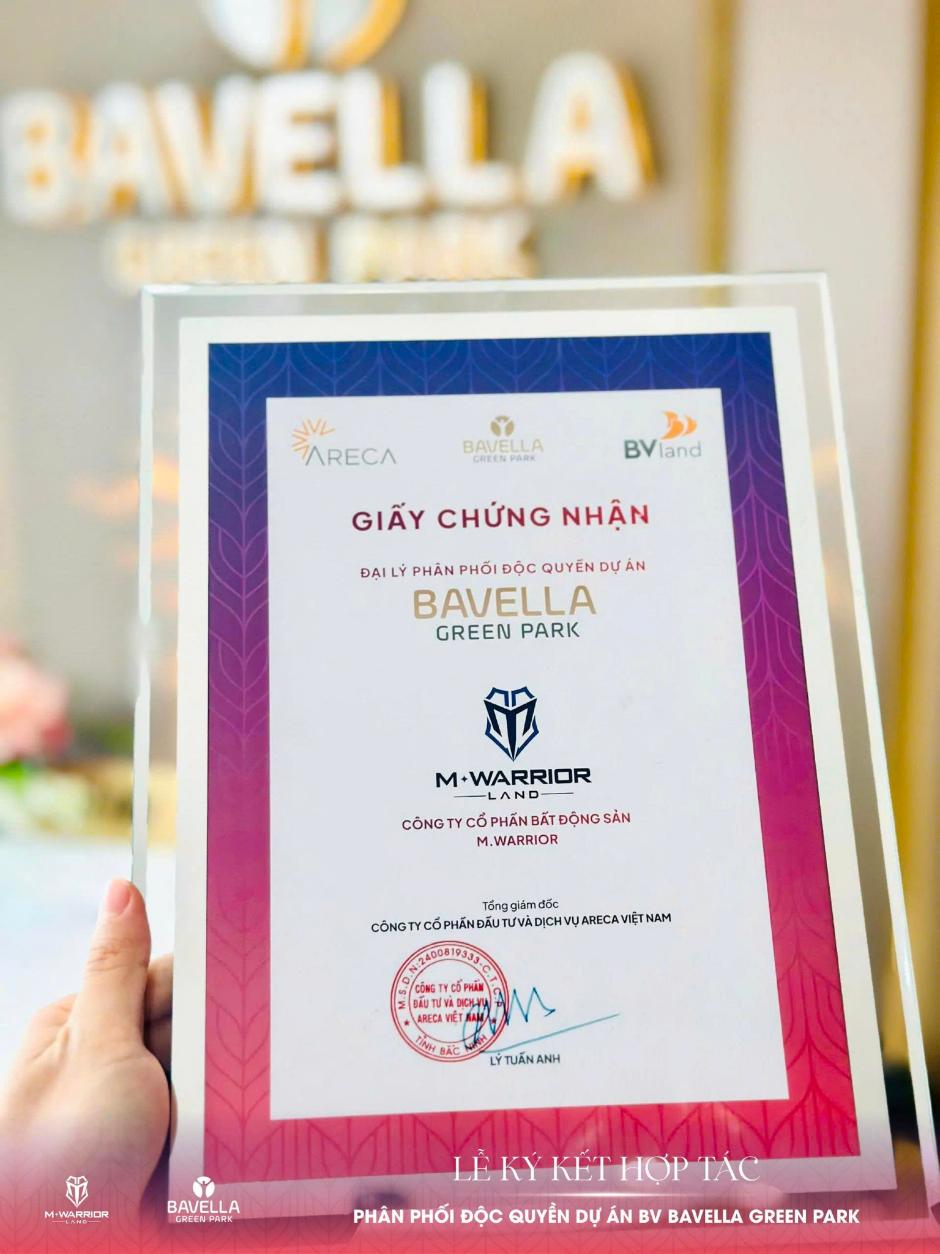 BAVELLA
GREEN PARK
ARECA
BAVELLA
GREEN PARK
BVland
GIẤY CHỨNG NHẬN
ĐẠI LÝ PHÂN PHỐI ĐỘC QUYỀN DỰ ÁN
BAVELLA
GREEN PARK
M WARRIOR
LAND
CÔNG TY CỔ PHẦN BẤT ĐỘNG SẢN
M.WARRIOR
Tổng giám đốc
CÔNG TY CỔ PHẦN ĐẦU TƯ VÀ DỊCH VỤ ARECA VIỆT NAM
M.S.D.N:2400819333-C.T.C.P
CÔNG TY CỔ PHẦN
ĐẦU TƯ VÀ DỊCH VỤ
ARECA VIỆT NAM
TỈNH BẮC NINH
LÝ TUẤN ANH
LỄ KÝ KẾT HỢP TÁC
PHÂN PHỐI ĐỘC QUYỀN DỰ ÁN BV BAVELLA GREEN PARK
M WARRIOR
LAND
BAVELLA
GREEN PARK